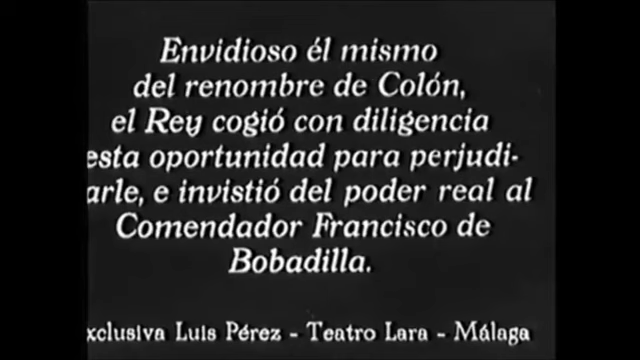 Envidioso él mismo
del renombre de Colón,
el Rey cogió con diligencia
esta oportunidad para perjudi-
arle, e invistió del poder real al
Comendador Francisco de
Bobadilla.
xclusiva Luis Pérez - Teatro Lara - Málaga